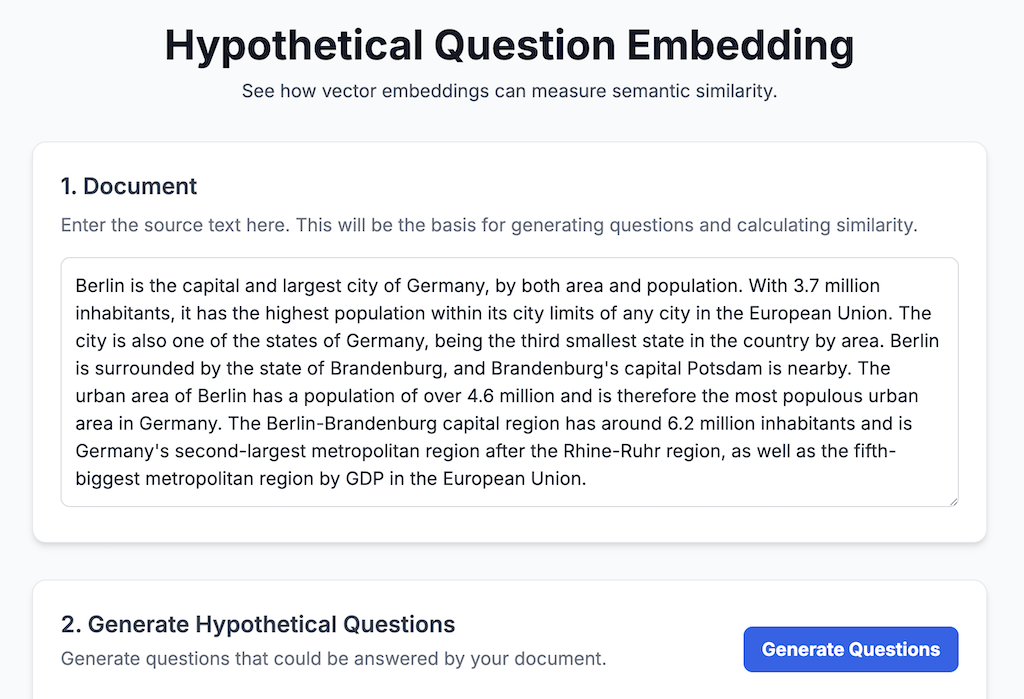 Hypothetical Question Embedding
See how vector embeddings can measure semantic similarity.
1. Document
Enter the source text here. This will be the basis for generating questions and calculating similarity.
Berlin is the capital and largest city of Germany, by both area and population. With 3.7 million
inhabitants, it has the highest population within its city limits of any city in the European Union. The
city is also one of the states of Germany, being the third smallest state in the country by area. Berlin
is surrounded by the state of Brandenburg, and Brandenburg's capital Potsdam is nearby. The
urban area of Berlin has a population of over 4.6 million and is therefore the most populous urban
area in Germany. The Berlin-Brandenburg capital region has around 6.2 million inhabitants and is
Germany's second-largest metropolitan region after the Rhine-Ruhr region, as well as the fifth-
biggest metropolitan region by GDP in the European Union.
2. Generate Hypothetical Questions
Generate questions that could be answered by your document.
Generate Questions